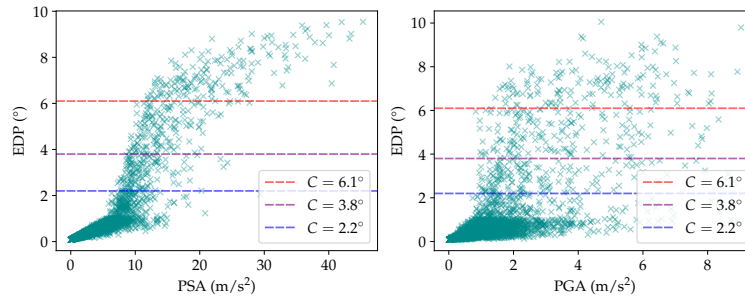 10
8
6
4
2
0
EDP (°)
0
10
20
30
40
PSA (m/s²)
C = 6.1°
C = 3.8°
C = 2.2°
10
8
6
4
2
0
EDP (°)
0
2
4
6
8
PGA (m/s²)
C = 6.1°
C = 3.8°
C = 2.2°